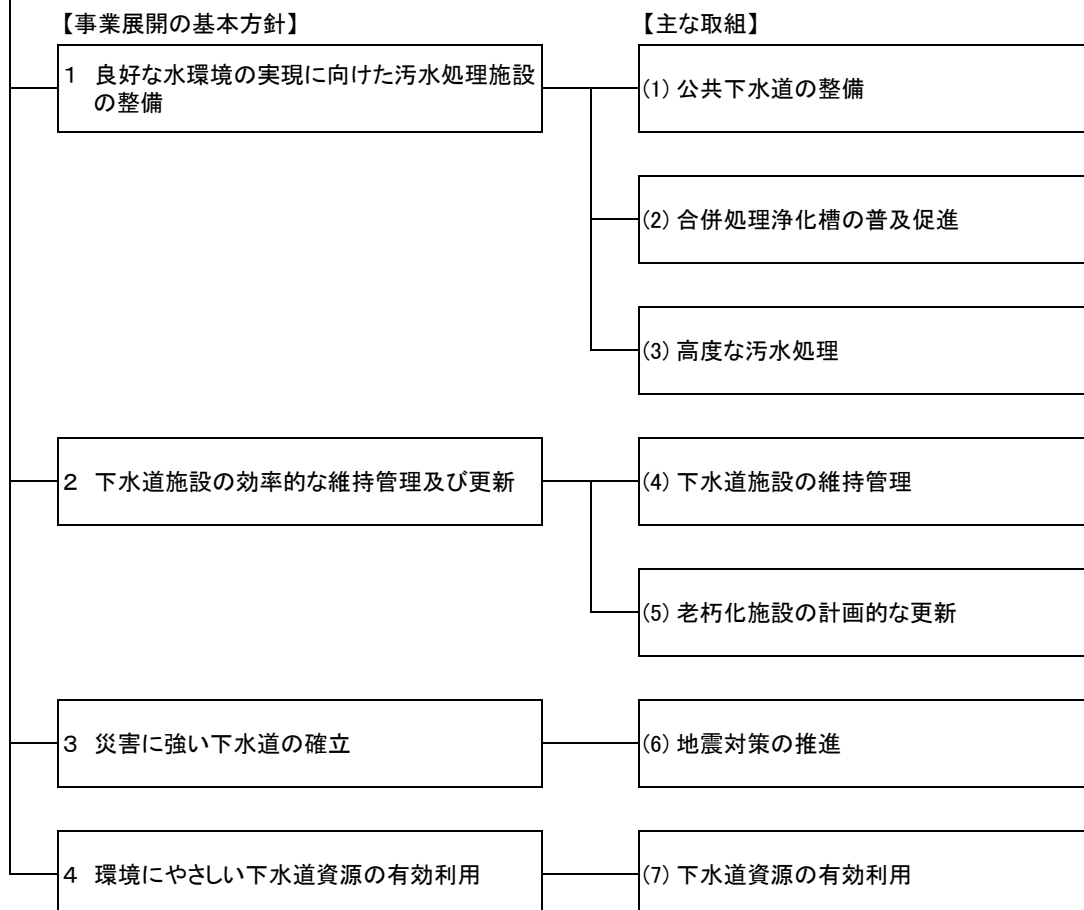 【事業展開の基本方針】
【主な取組】
1 良好な水環境の実現に向けた汚水処理施設
の整備
(1) 公共下水道の整備
(2) 合併処理浄化槽の普及促進
(3) 高度な汚水処理
2 下水道施設の効率的な維持管理及び更新
(4) 下水道施設の維持管理
(5) 老朽化施設の計画的な更新
3 災害に強い下水道の確立
(6) 地震対策の推進
4 環境にやさしい下水道資源の有効利用
(7) 下水道資源の有効利用